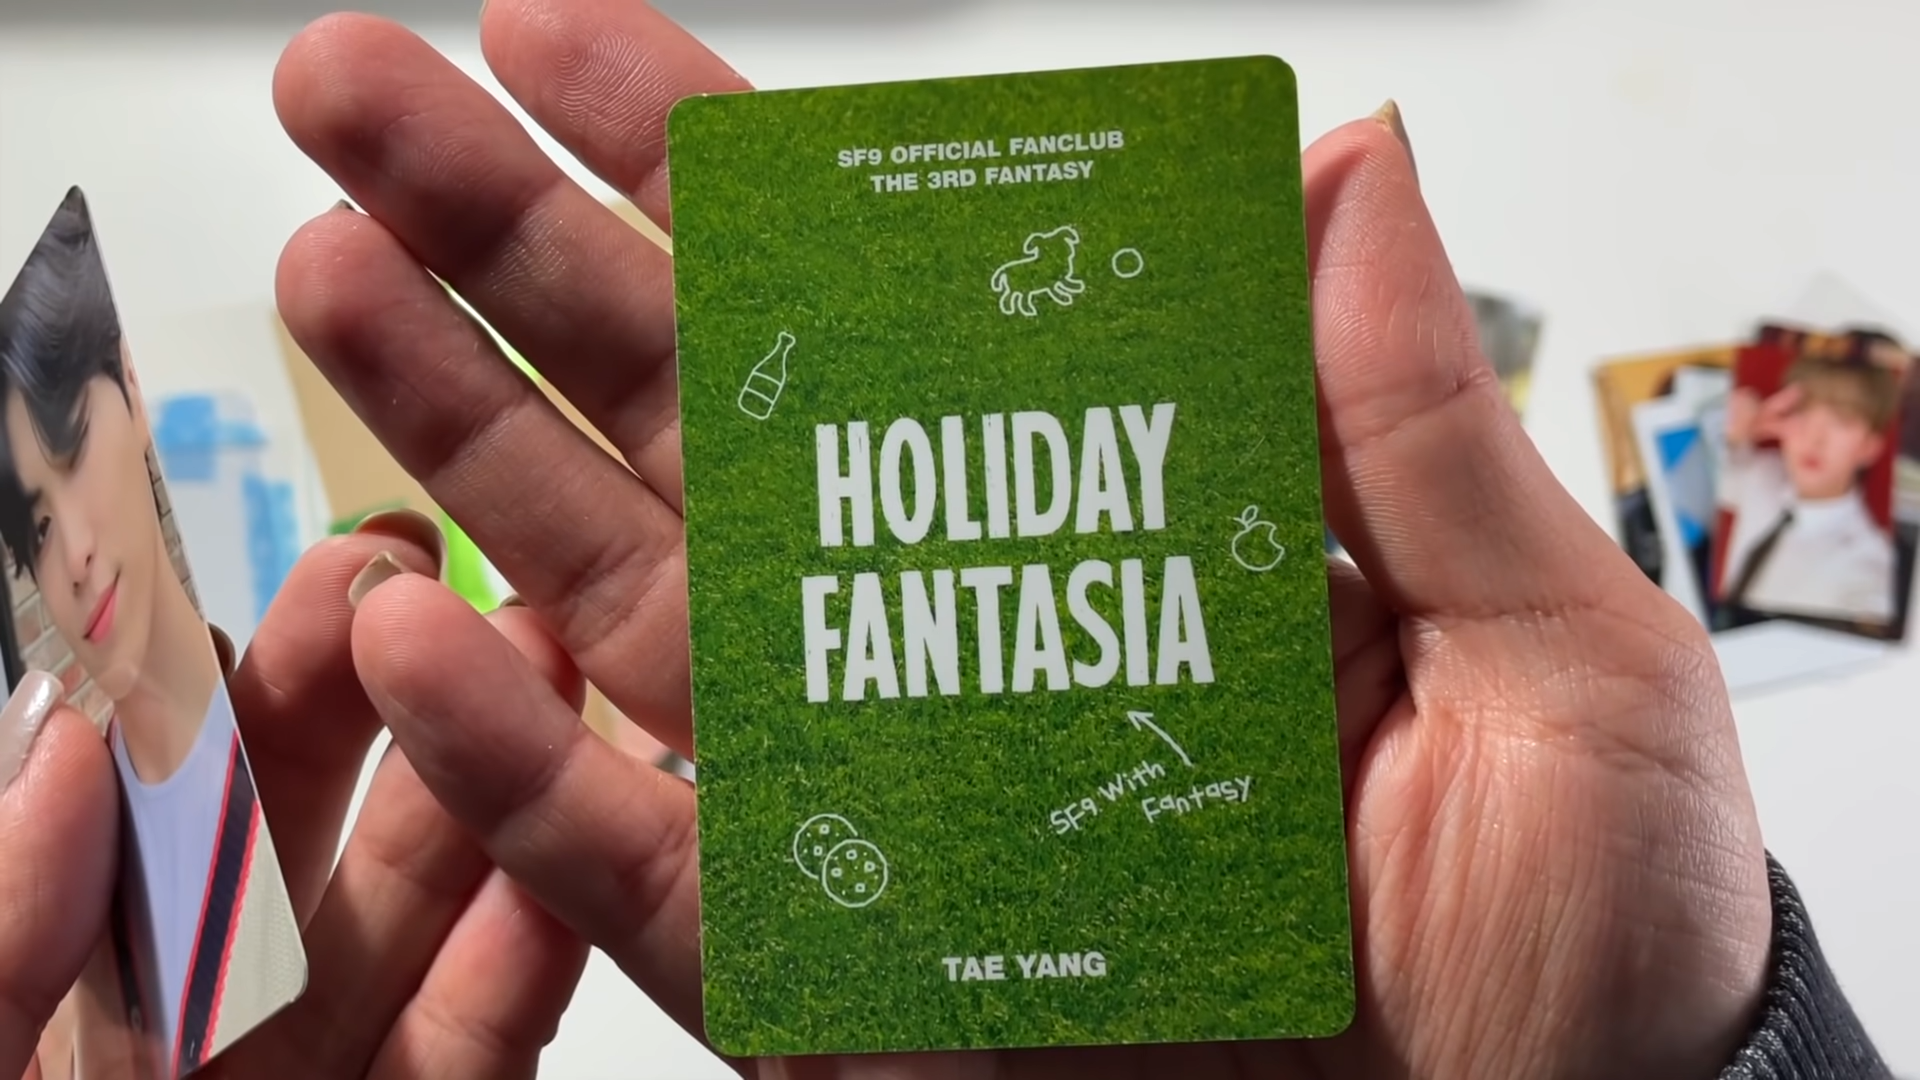 SF9 OFFICIAL FANCLUB
THE 3RD FANTASY
HOLIDAY
FANTASIA
SF9 With
Fantasy
TAE YANG